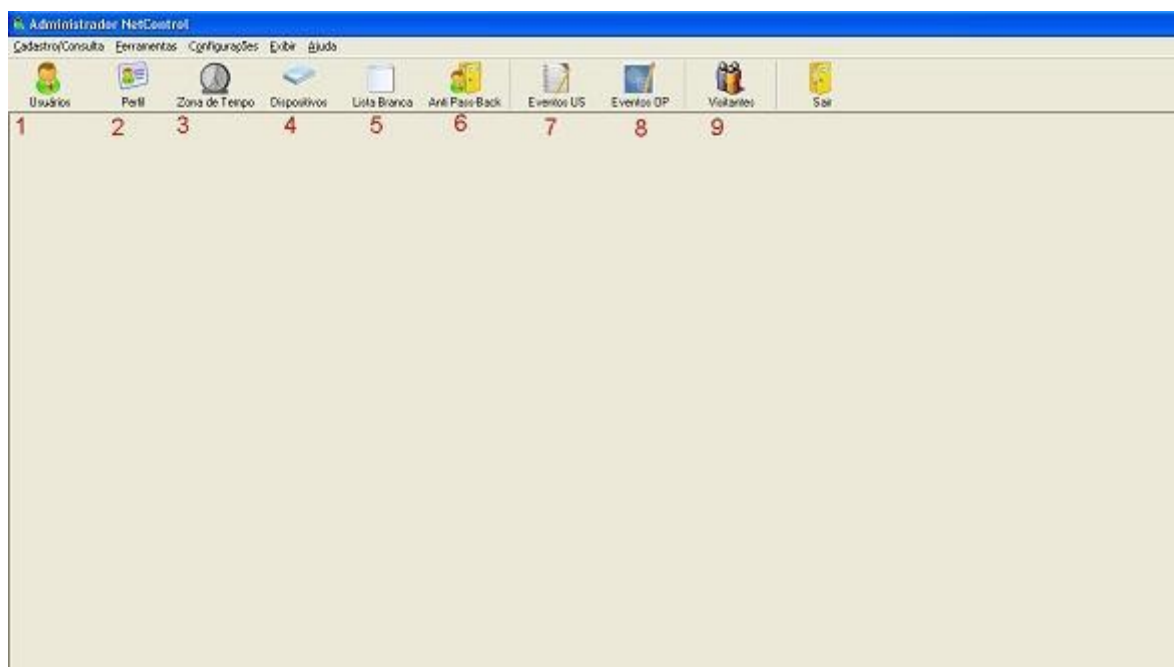 Administrador NetControl
Cadastro/Consulta Ferramentas Configurações Exibir Ajuda
Usuários Perfil Zona de Tempo Dispositivos Lista Branca Anti Pass-Back Eventos US Eventos OP Visitantes Sair
1 2 3 4 5 6 7 8 9